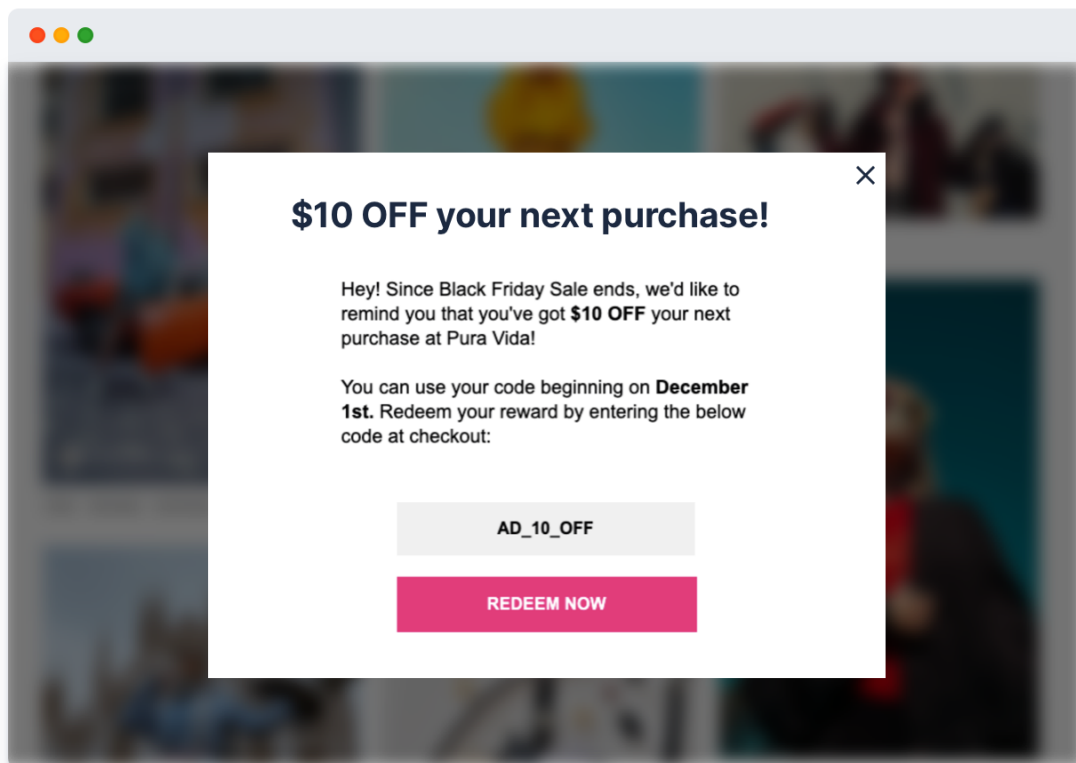 $10 OFF your next purchase!
Hey! Since Black Friday Sale ends, we'd like to
remind you that you've got $10 OFF your next
purchase at Pura Vida!
You can use your code beginning on December
1st. Redeem your reward by entering the below
code at checkout:
AD_10_OFF
REDEEM NOW